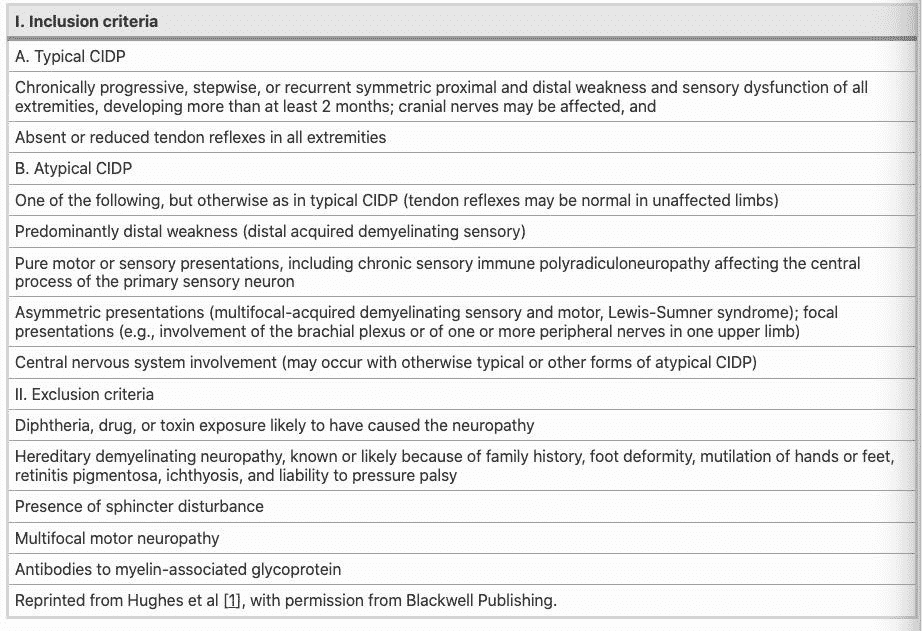 I. Inclusion criteria
A. Typical CIDP
Chronically progressive, stepwise, or recurrent symmetric proximal and distal weakness and sensory dysfunction of all
extremities, developing more than at least 2 months; cranial nerves may be affected, and
Absent or reduced tendon reflexes in all extremities
B. Atypical CIDP
One of the following, but otherwise as in typical CIDP (tendon reflexes may be normal in unaffected limbs)
Predominantly distal weakness (distal acquired demyelinating sensory)
Pure motor or sensory presentations, including chronic sensory immune polyradiculoneuropathy affecting the central
process of the primary sensory neuron
Asymmetric presentations (multifocal-acquired demyelinating sensory and motor, Lewis-Sumner syndrome); focal
presentations (e.g., involvement of the brachial plexus or of one or more peripheral nerves in one upper limb)
Central nervous system involvement (may occur with otherwise typical or other forms of atypical CIDP)
II. Exclusion criteria
Diphtheria, drug, or toxin exposure likely to have caused the neuropathy
Hereditary demyelinating neuropathy, known or likely because of family history, foot deformity, mutilation of hands or feet,
retinitis pigmentosa, ichthyosis, and liability to pressure palsy
Presence of sphincter disturbance
Multifocal motor neuropathy
Antibodies to myelin-associated glycoprotein
Reprinted from Hughes et al [1], with permission from Blackwell Publishing.